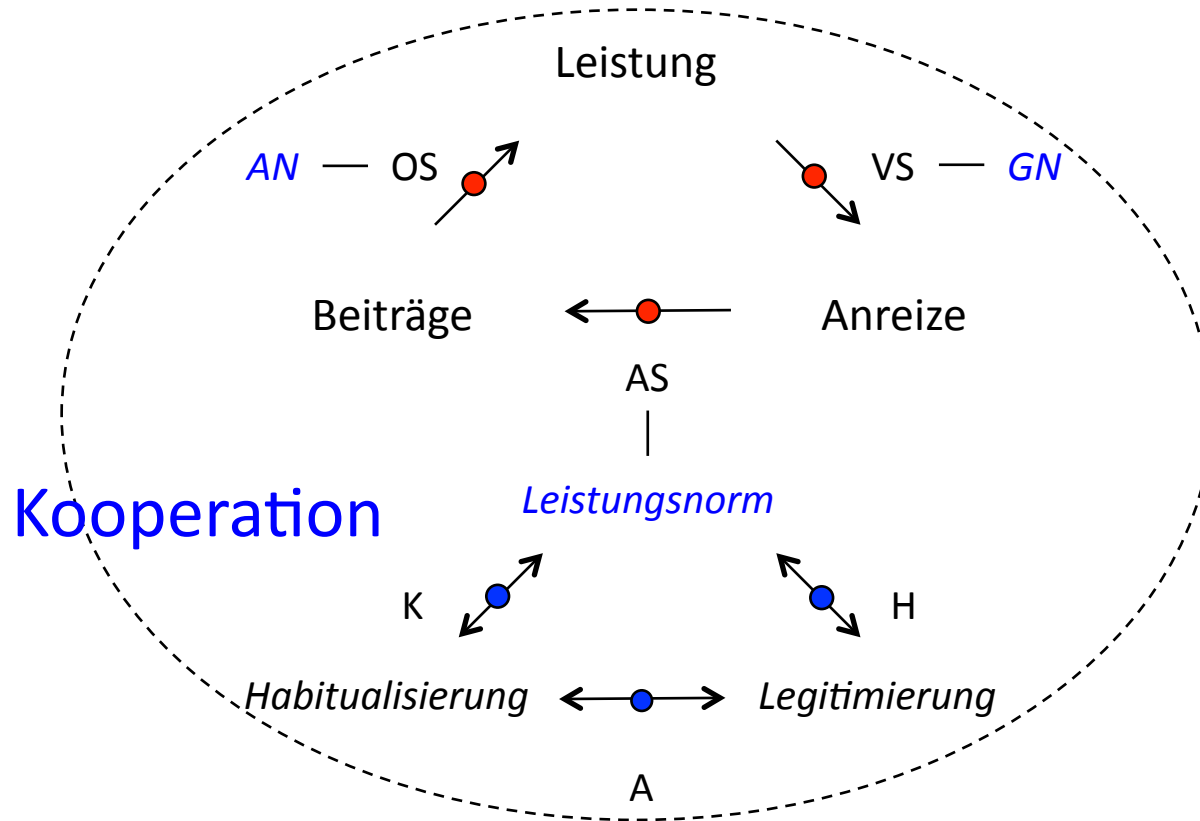 Leistung
AN OS VS GN
Beiträge Anreize
AS
Kooperation Leistungsnorm
K H
Habitualisierung Legitimierung
A